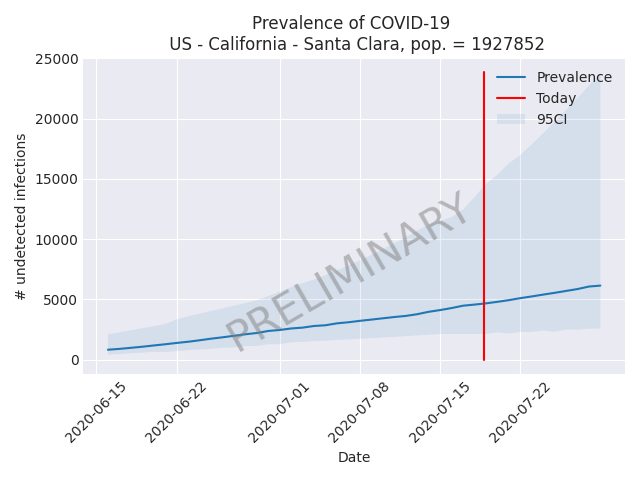 Prevalence of COVID-19
US - California - Santa Clara, pop. = 1927852
25000
20000
15000
10000
5000
0
# undetected infections
Prevalence
Today
95CI
PRELIMINARY
2020-06-15
2020-06-22
2020-07-01
2020-07-08
2020-07-15
2020-07-22
Date